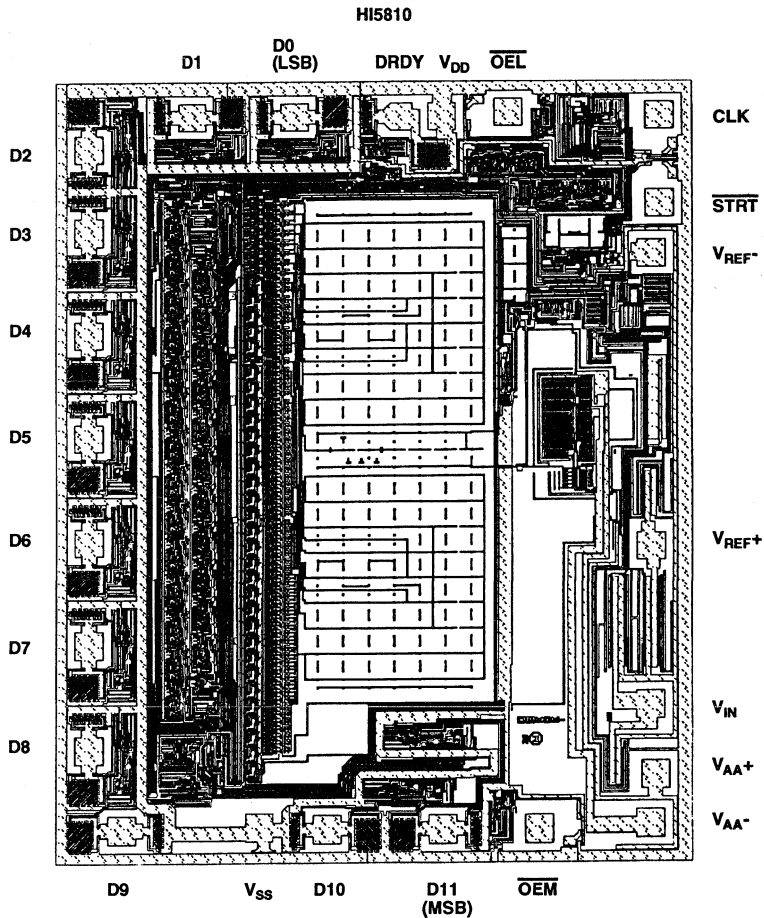 HI5810
D1
D0
(LSB)
DRDY
VDD
OEL
CLK
D2
STRT
D3
VREF-
D4
D5
D6
VREF+
D7
VIN
D8
VAA+
VAA-
D9
VSS
D10
D11
(MSB)
OEM